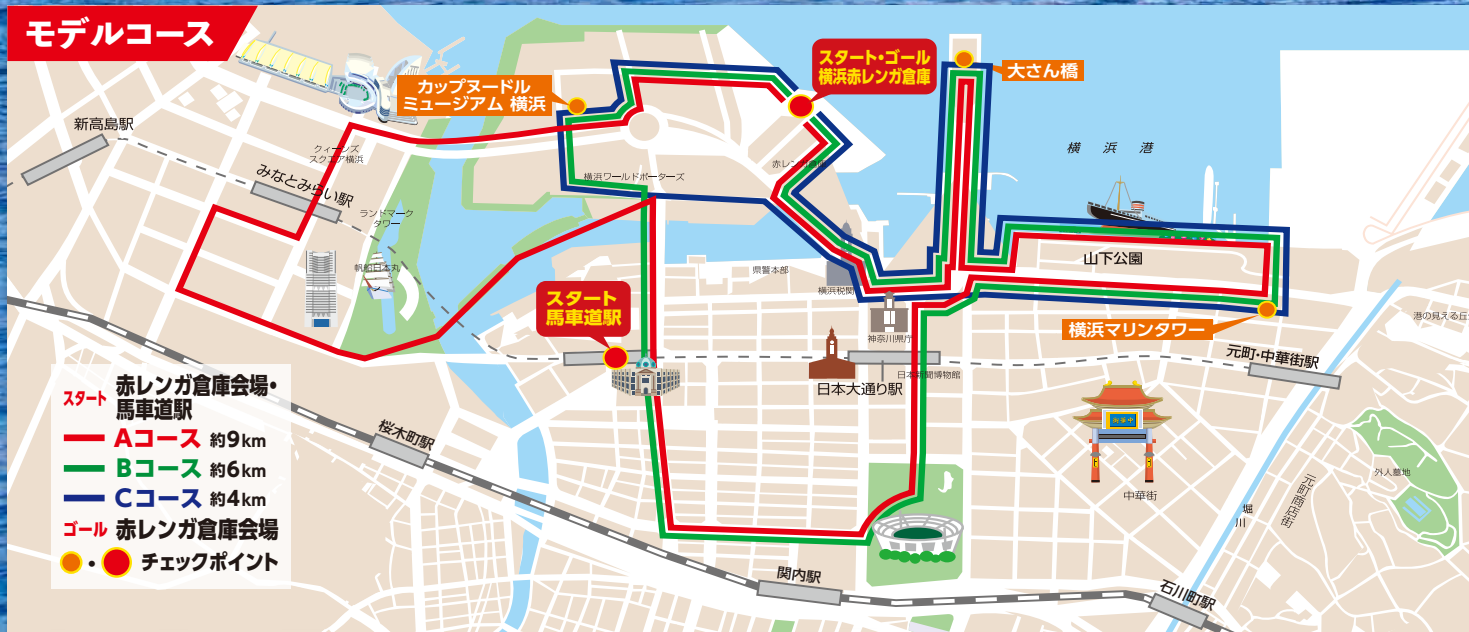 モデルコース
スタート・ゴール
横浜赤レンガ倉庫
大さん橋
カップヌードル
ミュージアム 横浜
新高島駅
クィーンズ
スクエア横浜
横浜港
赤レンガ倉庫
みなとみらい駅
横浜ワールドポーターズ
ランドマーク
タワー
山下公園
帆船日本丸
県警本部
横浜税関
スタート
馬車道駅
横浜マリンタワー
港の見える丘
神奈川県庁
元町・中華街駅
日本新聞博物館
日本大通り駅
スタート 赤レンガ倉庫会場・
馬車道駅
Aコース 約9km
Bコース 約6km
Cコース 約4km
ゴール 赤レンガ倉庫会場
・ チェックポイント
桜木町駅
中華街
外人墓地
元町商店街
堀川
関内駅
石川町駅